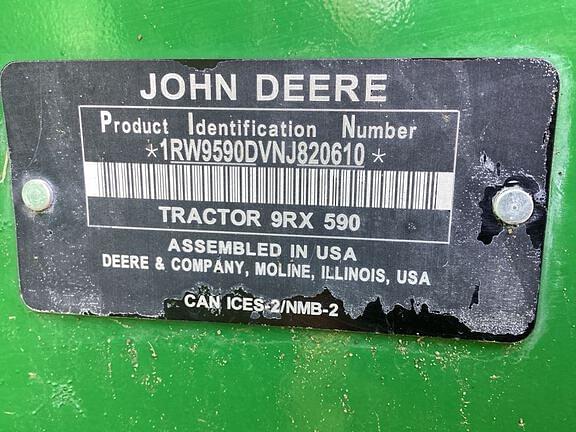 JOHN DEERE
Product Identification Number
*1RW9590DVNJ820610*
TRACTOR 9RX 590
ASSEMBLED IN USA
DEERE & COMPANY, MOLINE, ILLINOIS, USA
CAN ICES-2/NMB-2